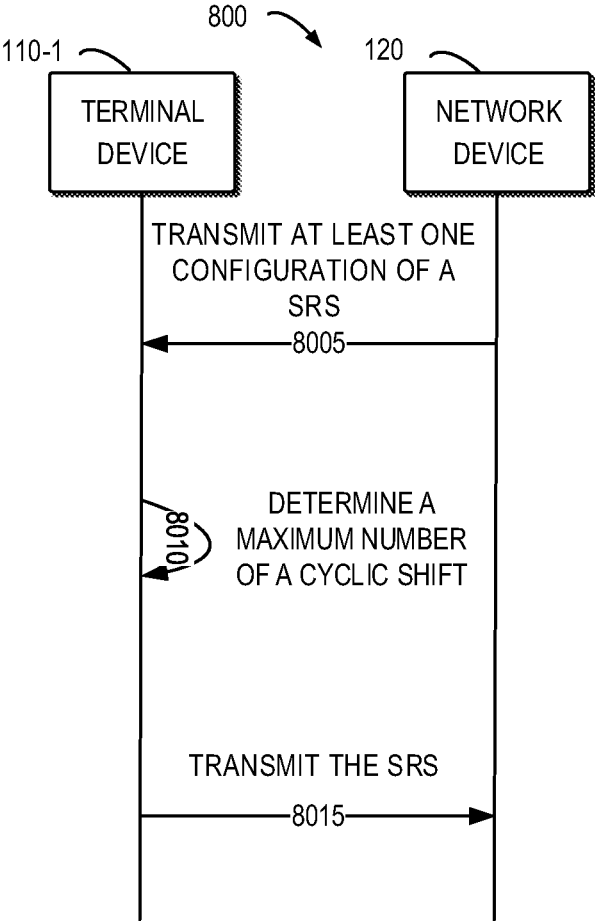 800
110-1
120
TERMINAL
DEVICE
NETWORK
DEVICE
TRANSMIT AT LEAST ONE
CONFIGURATION OF A
SRS
8005
8010
DETERMINE A
MAXIMUM NUMBER
OF A CYCLIC SHIFT
TRANSMIT THE SRS
8015